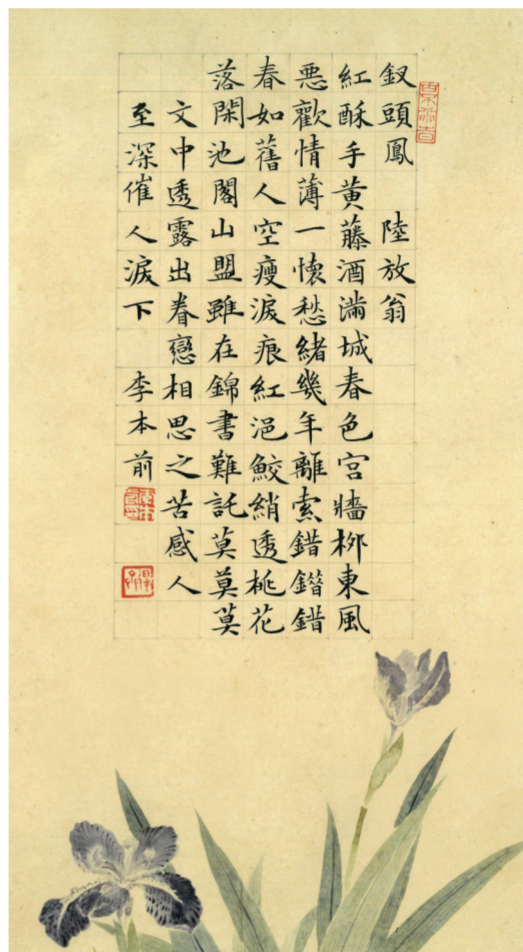 釵頭鳳 陸放翁
紅酥手黃藤酒滿城春色宮牆柳東風
悪歡情薄一懷愁緒幾年離索錯錯錯
春如舊人空瘦淚痕紅浥鮫綃透桃花
落閑池閣山盟雖在錦書難託莫莫莫
文中透露出眷戀相思之苦感人
至深催人淚下 李本前